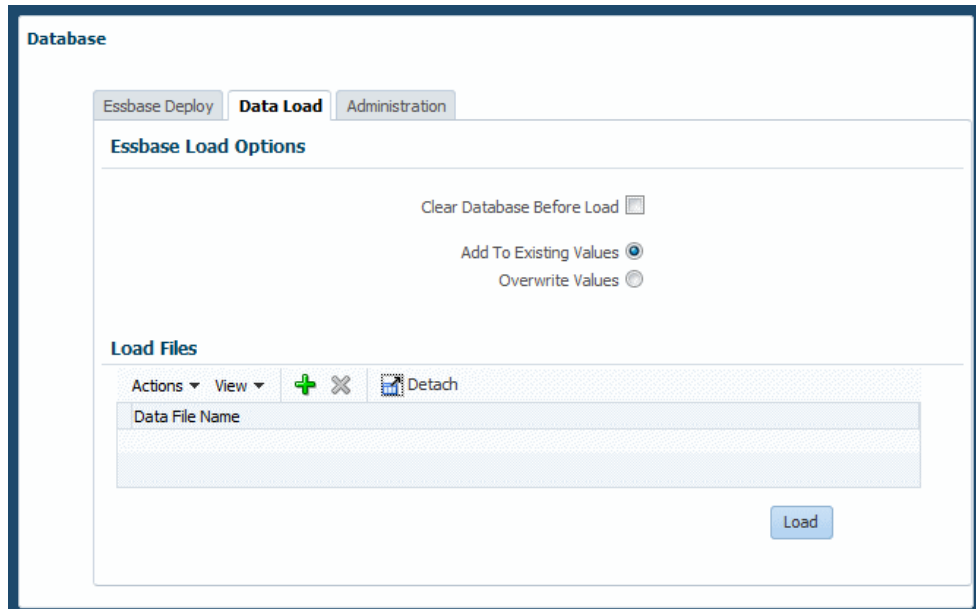 Database
Essbase Deploy Data Load Administration
Essbase Load Options
Clear Database Before Load
Add To Existing Values
Overwrite Values
Load Files
Actions View Detach
Data File Name
Load